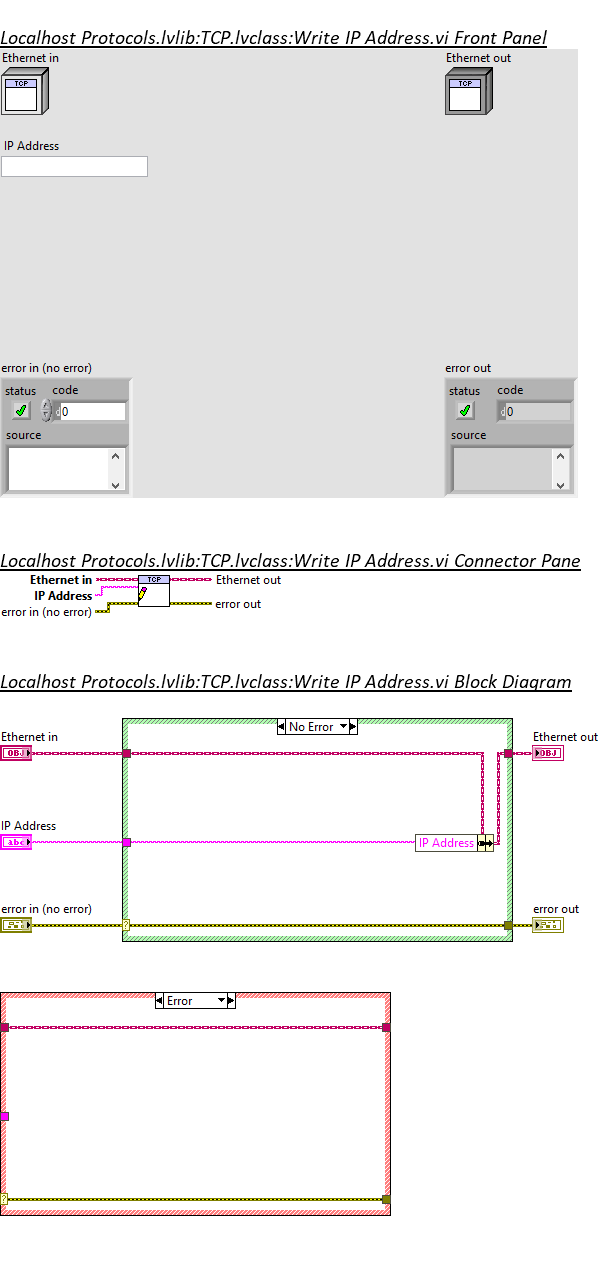 Localhost Protocols.lvlib:TCP.lvclass:Write IP Address.vi Front Panel
Ethernet in Ethernet out
TCP TCP
IP Address
error in (no error) error out
status code status code
d 0 d 0
source source
Localhost Protocols.lvlib:TCP.lvclass:Write IP Address.vi Connector Pane
Ethernet in TCP Ethernet out
IP Address
error in (no error) error out
Localhost Protocols.lvlib:TCP.lvclass:Write IP Address.vi Block Diagram
No Error
Ethernet in Ethernet out
OBJ OBJ
IP Address
abc IP Address
error in (no error) error out
?
Error
?